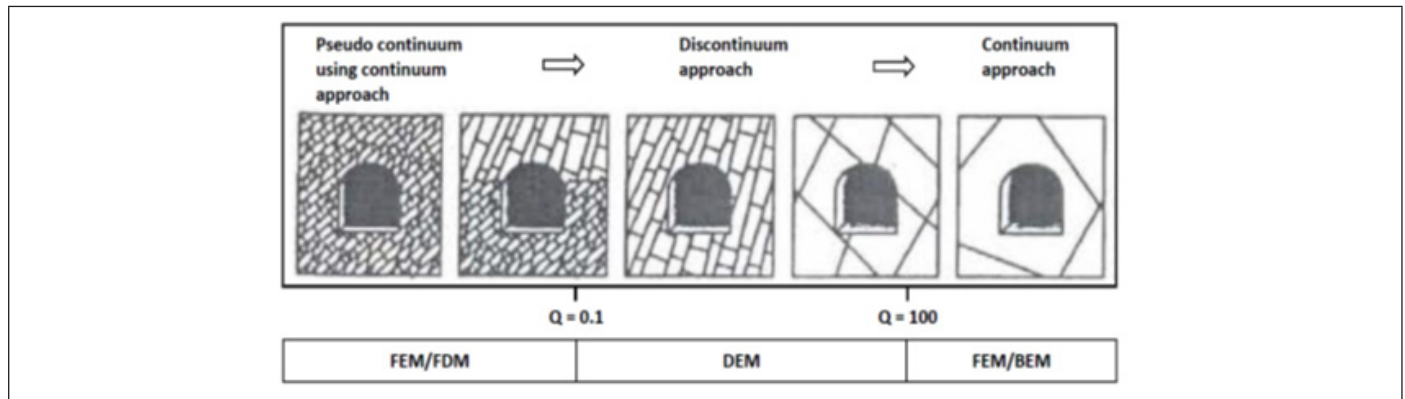 Pseudo continuum
using continuum
approach
Discontinuum
approach
Continuum
approach
Q = 0.1
Q = 100
FEM/FDM
DEM
FEM/BEM